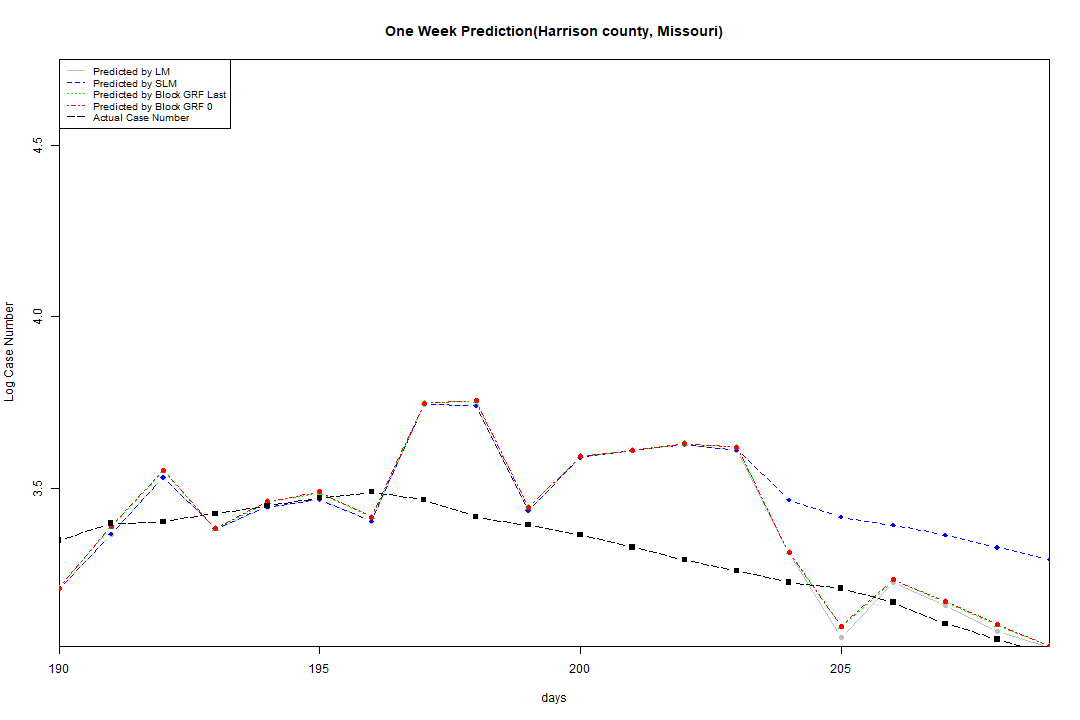 One Week Prediction(Harrison county, Missouri)
Predicted by LM
Predicted by SLM
Predicted by Block GRF Last
Predicted by Block GRF 0
Actual Case Number
4.5
4.0
3.5
Log Case Number
190
195
200
205
days